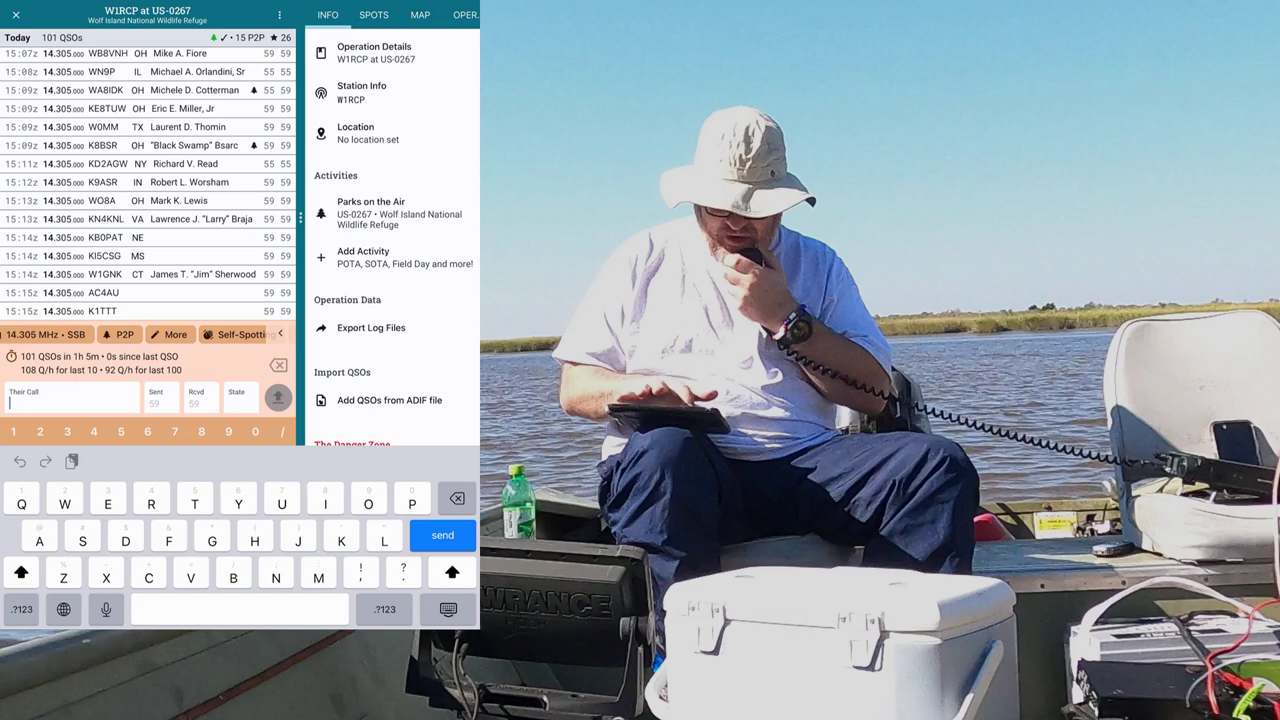 W1RCP at US-0267
Wolf Island National Wildlife Refuge
Today 101 QSOs ✓ • 15 P2P ★ 26
15:07z 14.305.000 WB8VNH OH Mike A. Fiore 59 59
15:08z 14.305.000 WN9P IL Michael A. Orlandini, Sr 55 55
15:09z 14.305.000 WA8IDK OH Michele D. Cotterman 55 59
15:09z 14.305.000 KE8TUW OH Eric E. Miller, Jr 59 59
15:09z 14.305.000 W0MM TX Laurent D. Thomin 59 59
15:09z 14.305.000 K8BSR OH "Black Swamp" Bsarc 59 59
15:11z 14.305.000 KD2AGW NY Richard V. Read 55 55
15:12z 14.305.000 K9ASR IN Robert L. Worsham 59 59
15:13z 14.305.000 WO8A OH Mark K. Lewis 59 59
15:13z 14.305.000 KN4KNL VA Lawrence J. "Larry" Braja 59 59
15:14z 14.305.000 KB0PAT NE 59 59
15:14z 14.305.000 KI5CSG MS 59 59
15:14z 14.305.000 W1GNK CT James T. "Jim" Sherwood 59 59
15:15z 14.305.000 AC4AU 59 59
15:15z 14.305.000 K1TTT 59 59
14.305 MHz • SSB P2P More Self-Spotting
101 QSOs in 1h 5m • 0s since last QSO
108 Q/h for last 10 • 92 Q/h for last 100
Their Call Sent Rcvd State
59 59
1 2 3 4 5 6 7 8 9 0 /
INFO SPOTS MAP OPER.
Operation Details
W1RCP at US-0267
Station Info
W1RCP
Location
No location set
Activities
Parks on the Air
US-0267 • Wolf Island National
Wildlife Refuge
Add Activity
POTA, SOTA, Field Day and more!
Operation Data
Export Log Files
Import QSOs
Add QSOs from ADIF file
The Danger Zone
1 2 3 4 5 6 7 8 9 0
Q W E R T Y U I O P
A S D F G H J K L send
Z X C V B N M ! , ? .
.?123 .?123
LOWRANCE